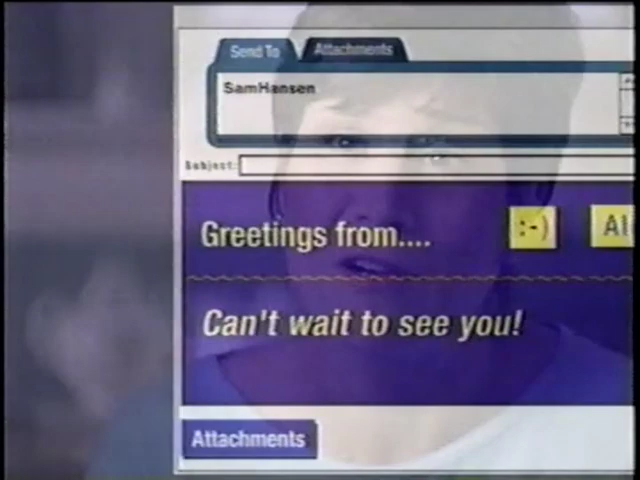 Send To
Attachments
SamHansen
Subject:
Greetings from....
:-)
Can't wait to see you!
Attachments